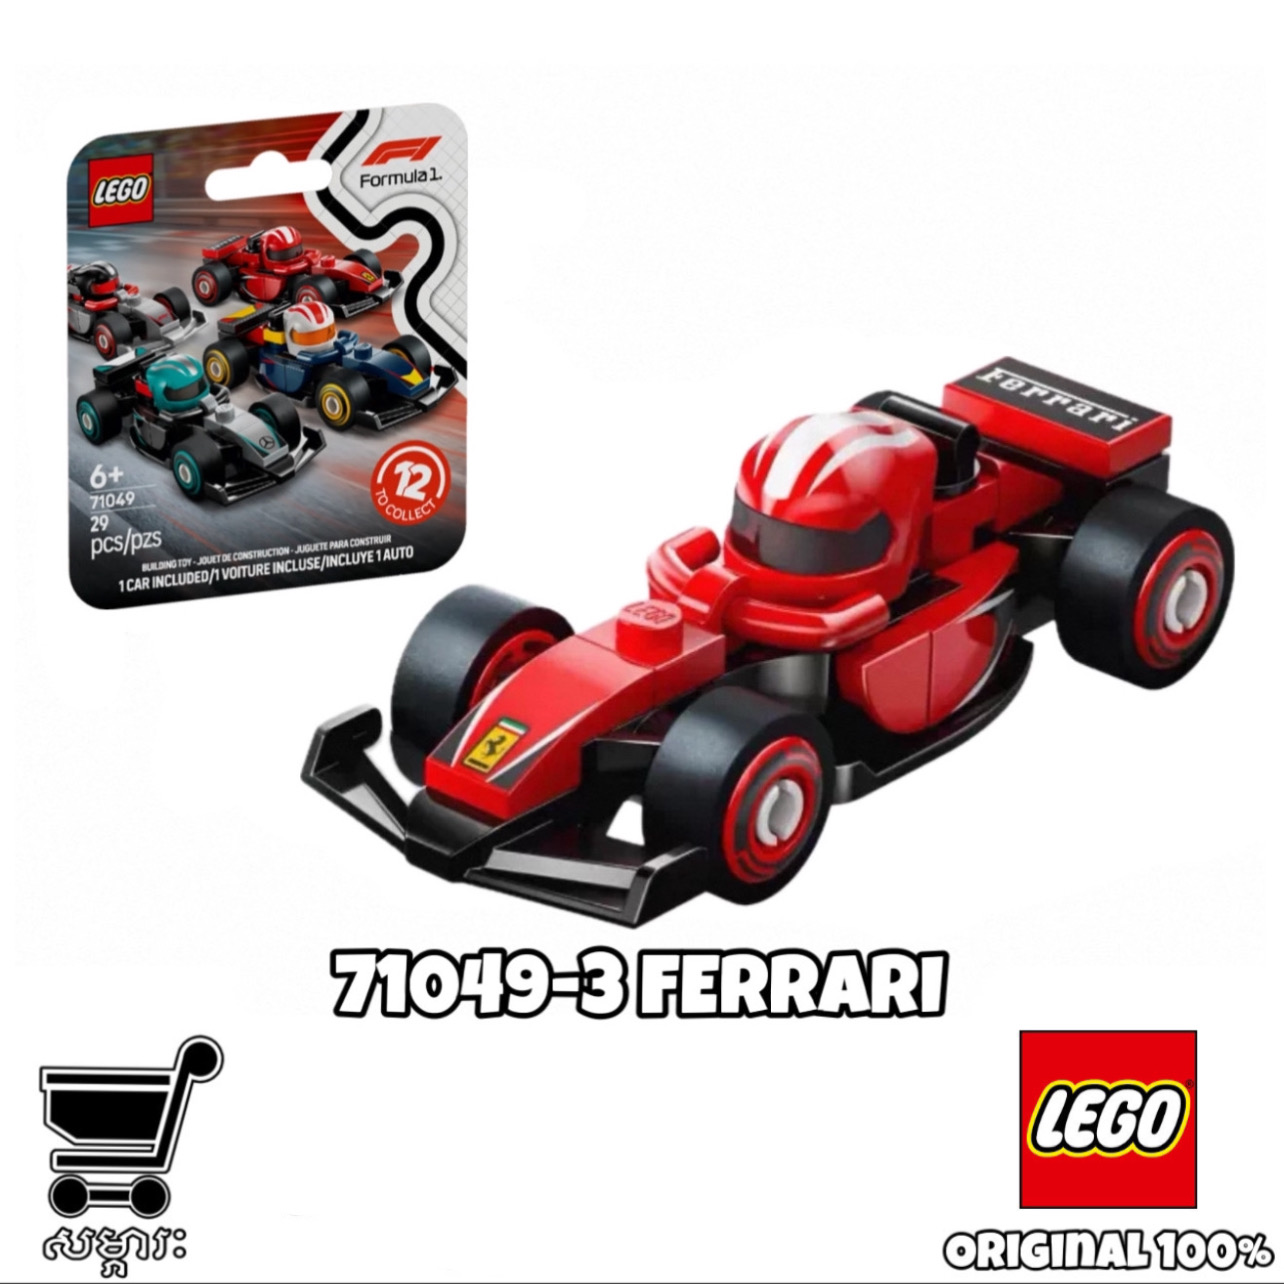 LEGO
F1
Formula 1.
6+
71049
29
pcs/pzs
12
TO COLLECT
BUILDING TOY - JOUET DE CONSTRUCTION - JUGUETE PARA CONSTRUIR
1 CAR INCLUDED/1 VOITURE INCLUSE/INCLUYE 1 AUTO
Ferrari
LEGO
71049-3 FERRARI
LEGO®
សម្ភារៈ
ORIGINAL 100%